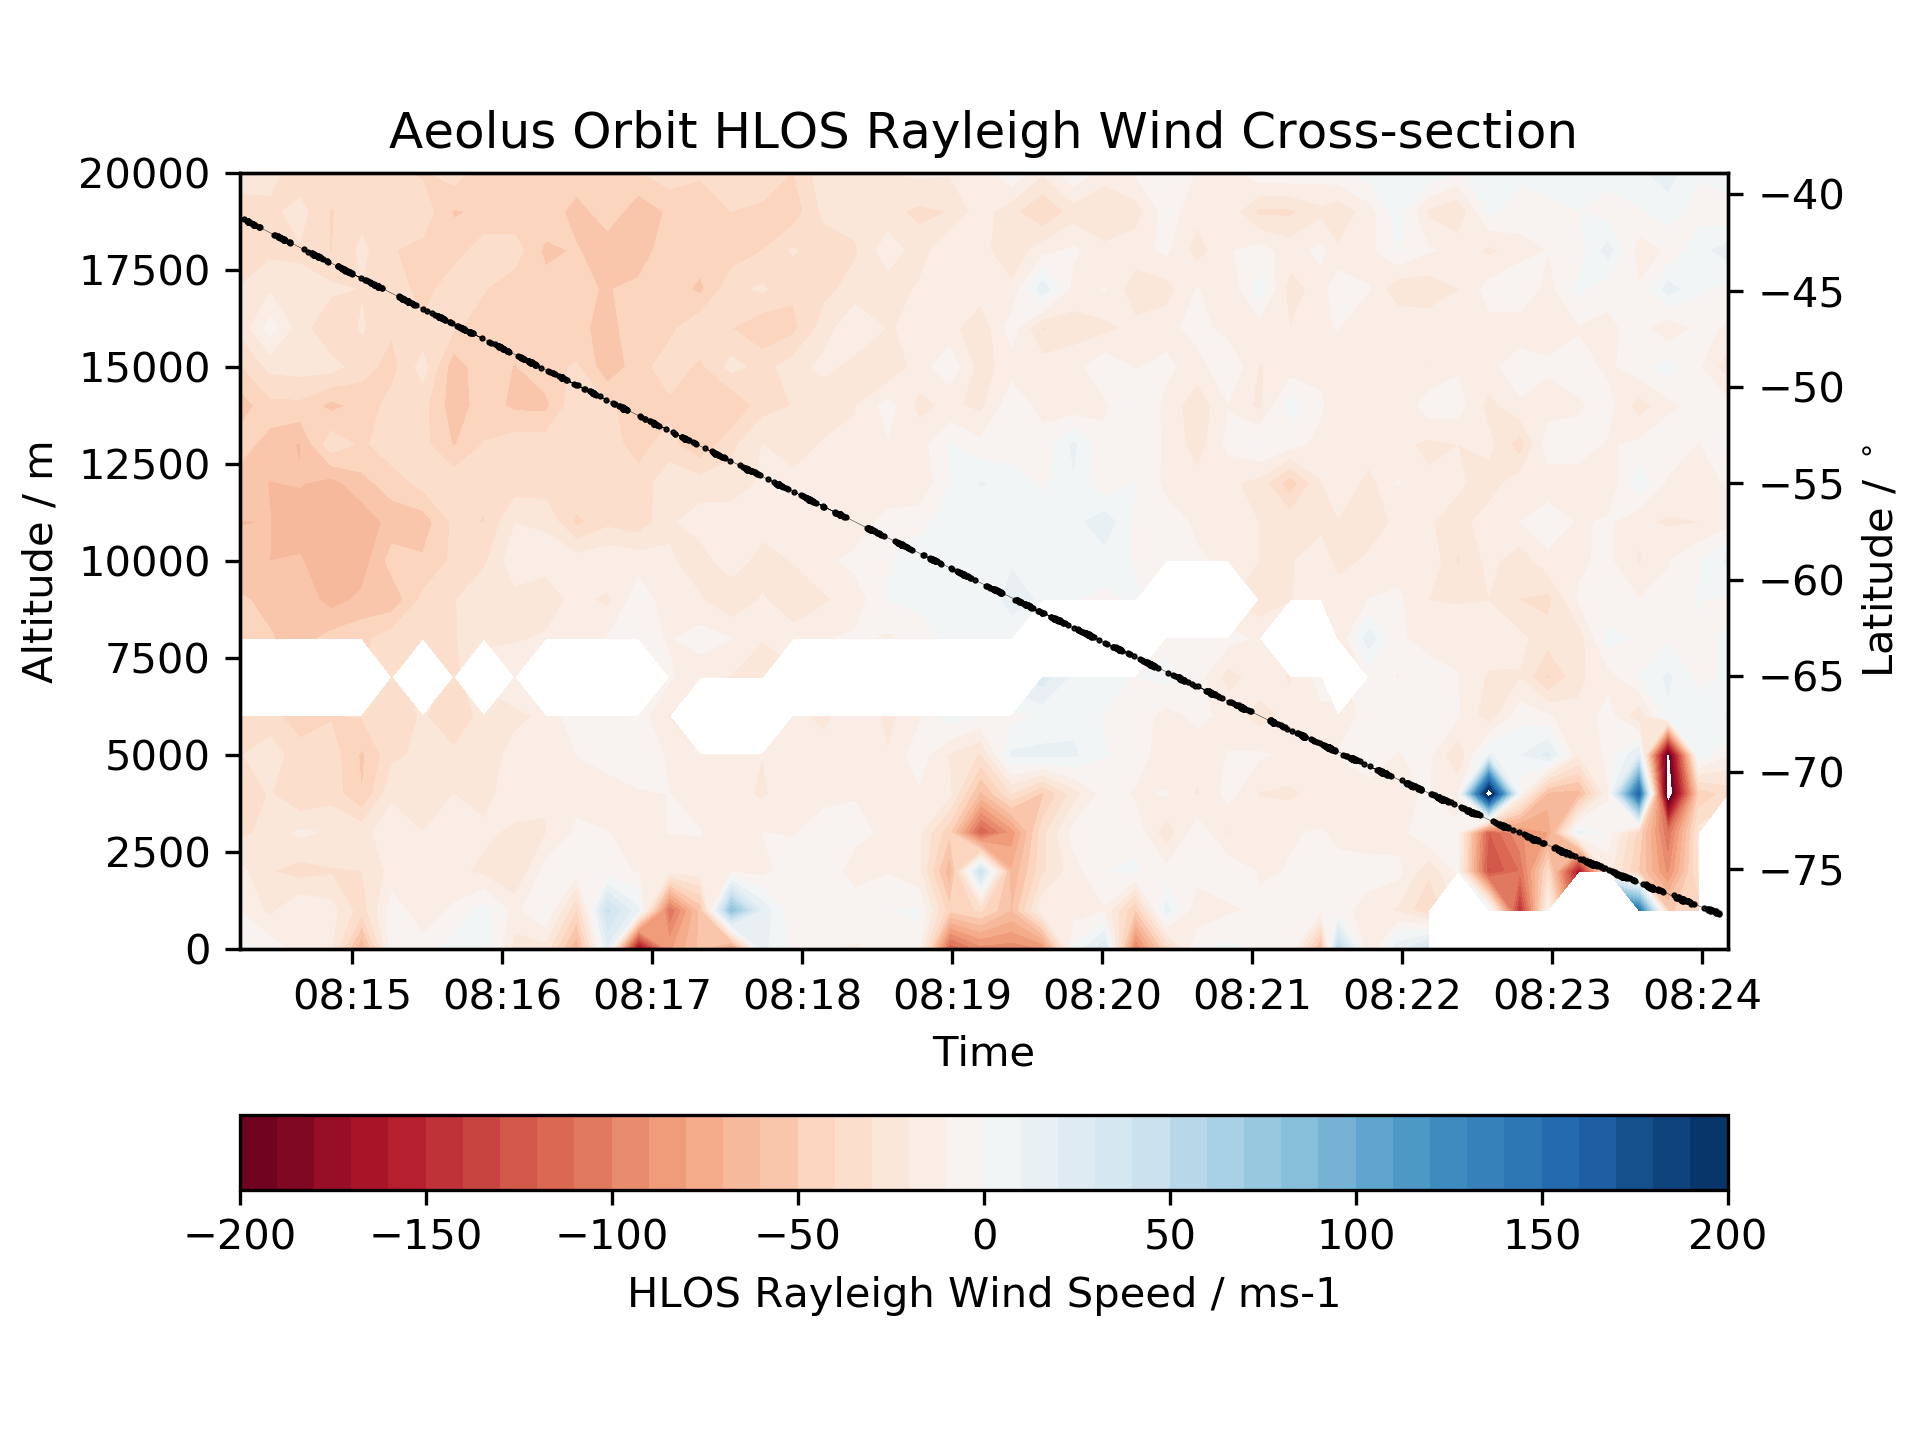 Aeolus Orbit HLOS Rayleigh Wind Cross-section
20000
17500
15000
12500
10000
7500
5000
2500
0
Altitude / m
−40
−45
−50
−55
−60
−65
−70
−75
Latitude / °
08:15 08:16 08:17 08:18 08:19 08:20 08:21 08:22 08:23 08:24
Time
−200 −150 −100 −50 0 50 100 150 200
HLOS Rayleigh Wind Speed / ms-1